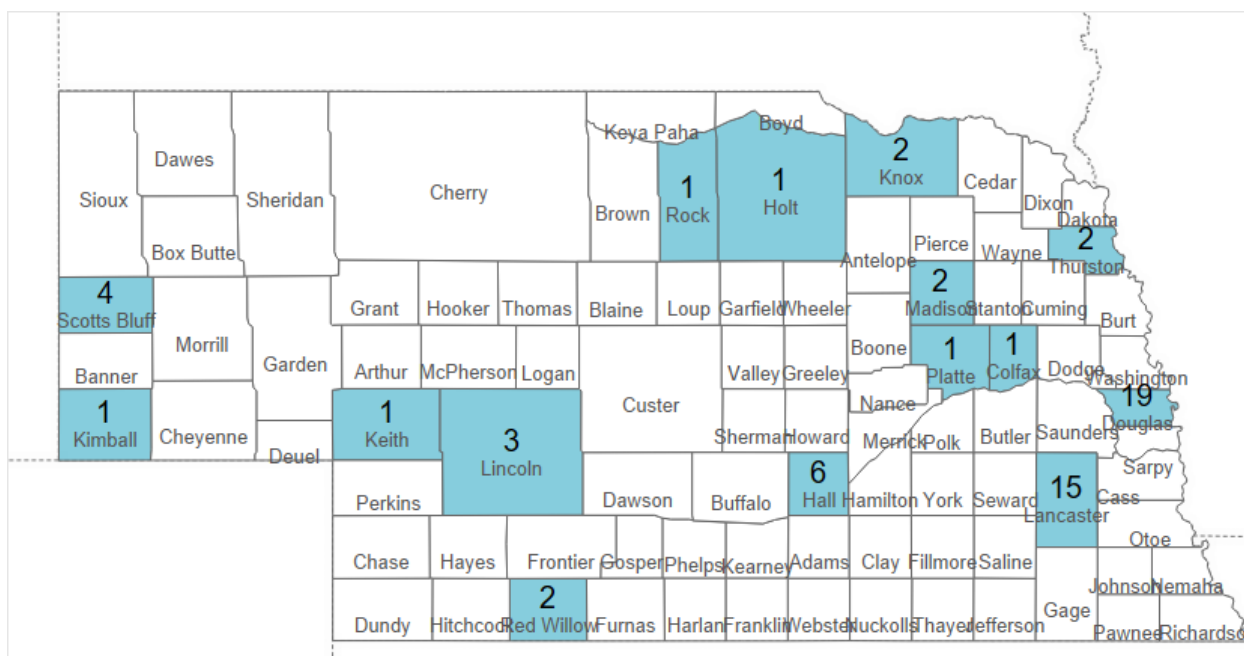 Keya Paha
Boyd
2
Knox
Dawes
Sioux
Sheridan
Cherry
Brown
1
Rock
1
Holt
Cedar
Dixon
Dakota
Box Butte
Antelope
Pierce
Wayne
2
Thurston
4
Scotts Bluff
Grant
Hooker
Thomas
Blaine
Loup
Garfield
Wheeler
2
Madison
Stanton
Cuming
Burt
Morrill
Garden
Banner
Arthur
McPherson
Logan
Custer
Valley
Greeley
Boone
1
Platte
1
Colfax
Dodge
Washington
Nance
1
Kimball
Cheyenne
Deuel
1
Keith
3
Lincoln
Sherman
Howard
Merrick
Polk
Butler
Saunders
19
Douglas
Sarpy
Perkins
Dawson
Buffalo
6
Hall
Hamilton
York
Seward
15
Lancaster
Cass
Otoe
Chase
Hayes
Frontier
Gosper
Phelps
Kearney
Adams
Clay
Fillmore
Saline
Johnson
Nemaha
Dundy
Hitchcoc
2
Red Willow
Furnas
Harlan
Franklin
Webster
Nuckolls
Thayer
Jefferson
Gage
Pawnee
Richardson